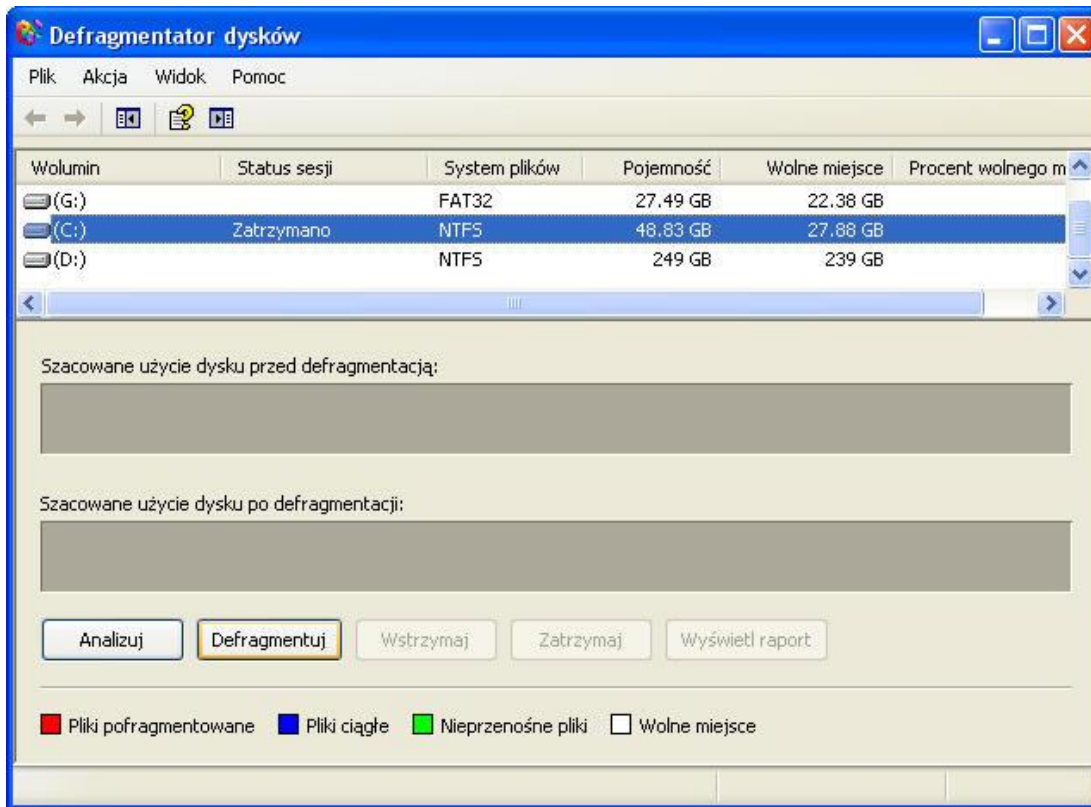 Defragmentator dysków
Plik Akcja Widok Pomoc
Wolumin Status sesji System plików Pojemność Wolne miejsce Procent wolnego m
(G:) FAT32 27.49 GB 22.38 GB
(C:) Zatrzymano NTFS 48.83 GB 27.88 GB
(D:) NTFS 249 GB 239 GB
Szacowane użycie dysku przed defragmentacją:
Szacowane użycie dysku po defragmentacji:
Analizuj Defragmentuj Wstrzymaj Zatrzymaj Wyświetl raport
Pliki pofragmentowane Pliki ciągłe Nieprzenośne pliki Wolne miejsce